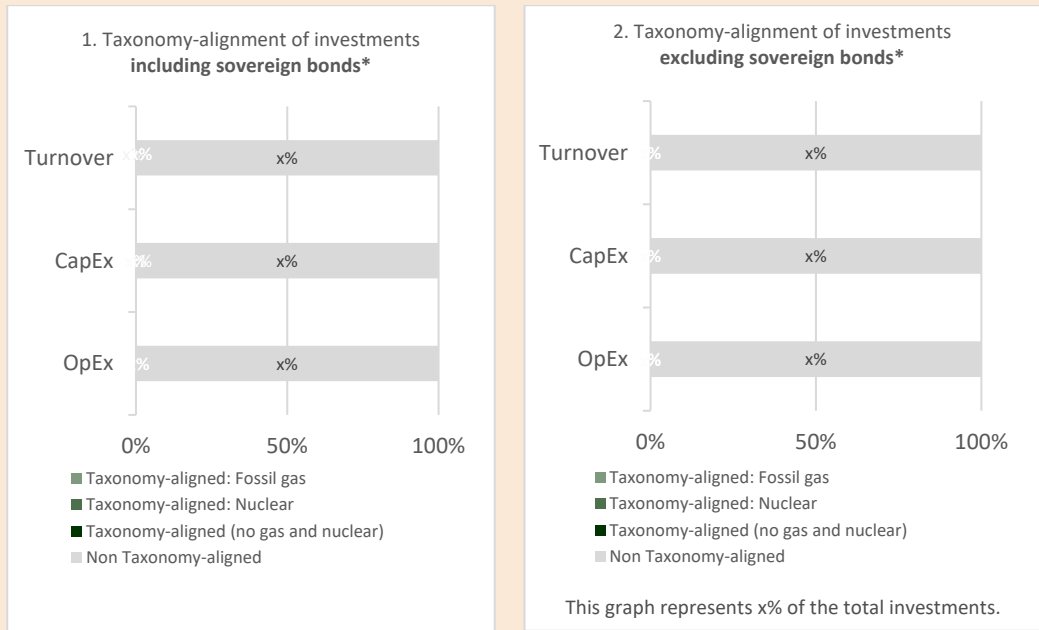 1. Taxonomy-alignment of investments
including sovereign bonds*
Turnover
x%
CapEx
x%
OpEx
%
x%
0%
50%
100%
Taxonomy-aligned: Fossil gas
Taxonomy-aligned: Nuclear
Taxonomy-aligned (no gas and nuclear)
Non Taxonomy-aligned
2. Taxonomy-alignment of investments
excluding sovereign bonds*
Turnover
%
x%
CapEx
%
x%
OpEx
%
x%
0%
50%
100%
Taxonomy-aligned: Fossil gas
Taxonomy-aligned: Nuclear
Taxonomy-aligned (no gas and nuclear)
Non Taxonomy-aligned
This graph represents x% of the total investments.